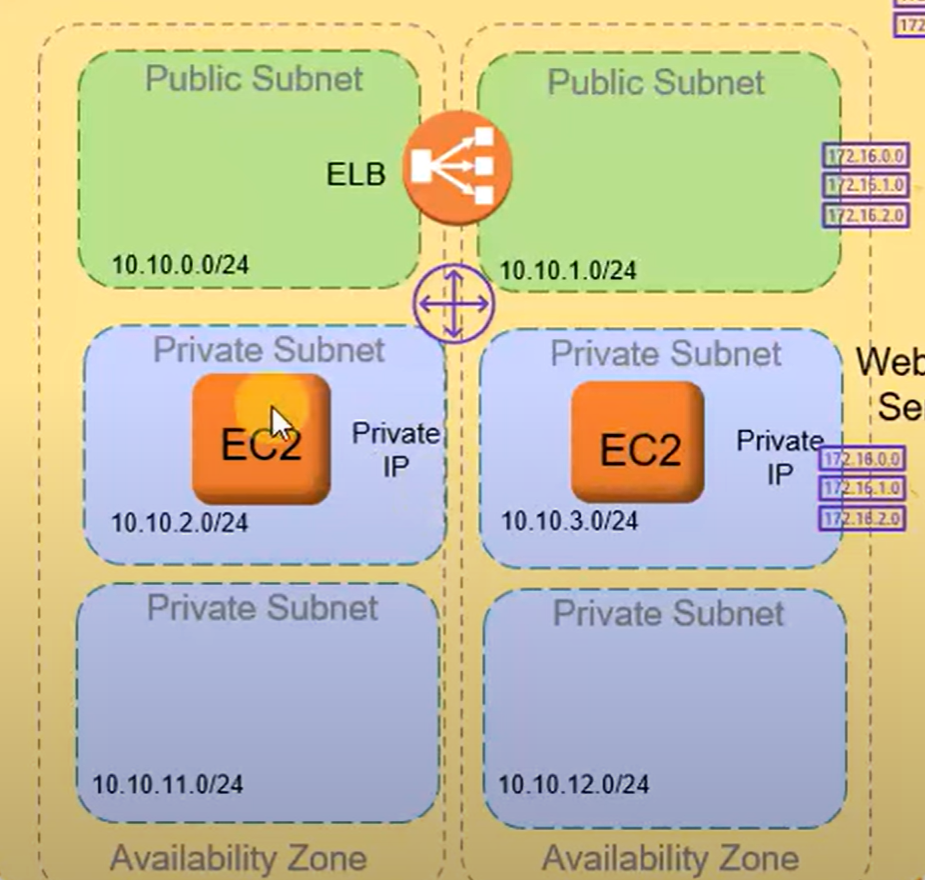 172
Public Subnet
Public Subnet
ELB
172.16.0.0
172.16.1.0
172.16.2.0
10.10.0.0/24
10.10.1.0/24
Private Subnet
Private Subnet
Web
Se
EC2
Private
IP
EC2
Private
IP
172.16.0.0
172.16.1.0
172.16.2.0
10.10.2.0/24
10.10.3.0/24
Private Subnet
Private Subnet
10.10.11.0/24
10.10.12.0/24
Availability Zone
Availability Zone